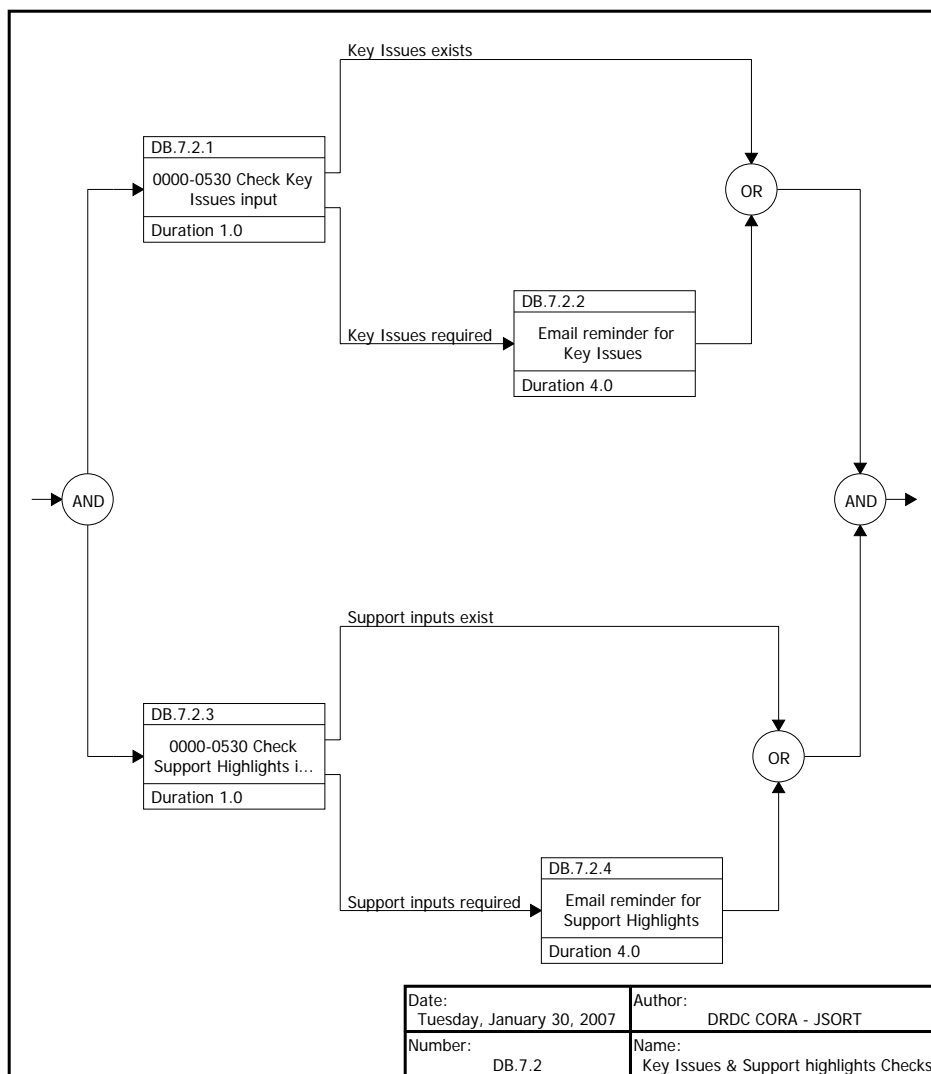 Key Issues exists
DB.7.2.1
0000-0530 Check Key
Issues input
Duration 1.0
OR
DB.7.2.2
Key Issues required
Email reminder for
Key Issues
Duration 4.0
AND
AND
Support inputs exist
DB.7.2.3
0000-0530 Check
Support Highlights i...
Duration 1.0
OR
DB.7.2.4
Support inputs required
Email reminder for
Support Highlights
Duration 4.0
Date:
Tuesday, January 30, 2007
Author:
DRDC CORA - JSORT
Number:
DB.7.2
Name:
Key Issues & Support highlights Checks